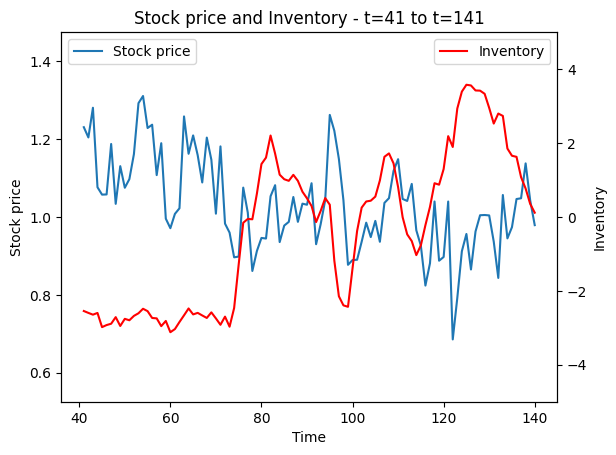 Stock price and Inventory - t=41 to t=141
Stock price
Inventory
1.4
1.2
1.0
0.8
0.6
Stock price
4
2
0
−2
−4
Inventory
40
60
80
100
120
140
Time